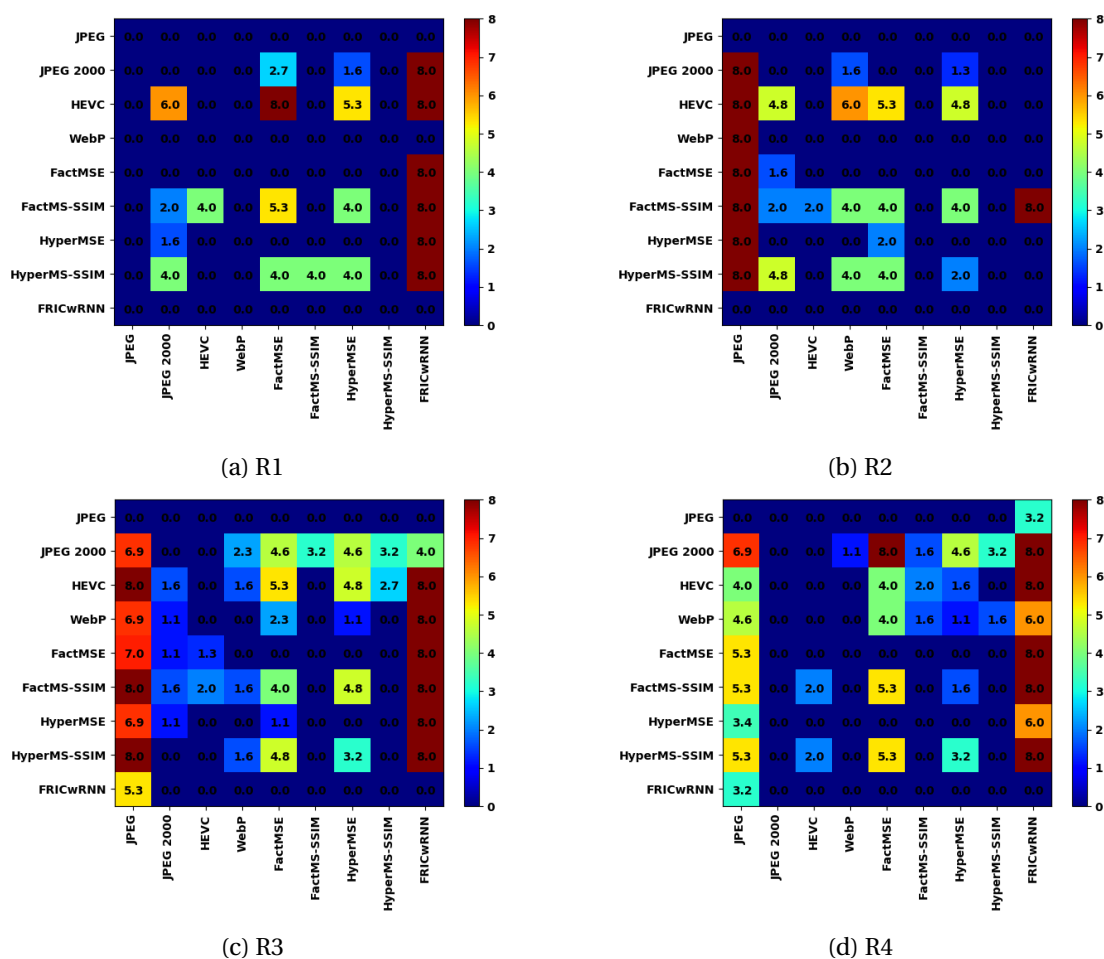 JPEG 0.0 0.0 0.0 0.0 0.0 0.0 0.0 0.0 0.0
JPEG 2000 0.0 0.0 0.0 0.0 2.7 0.0 1.6 0.0 8.0
HEVC 0.0 6.0 0.0 0.0 8.0 0.0 5.3 0.0 8.0
WebP 0.0 0.0 0.0 0.0 0.0 0.0 0.0 0.0 0.0
FactMSE 0.0 0.0 0.0 0.0 0.0 0.0 0.0 0.0 8.0
FactMS-SSIM 0.0 2.0 4.0 0.0 5.3 0.0 4.0 0.0 8.0
HyperMSE 0.0 1.6 0.0 0.0 0.0 0.0 0.0 0.0 8.0
HyperMS-SSIM 0.0 4.0 0.0 0.0 4.0 4.0 4.0 0.0 8.0
FRICwRNN 0.0 0.0 0.0 0.0 0.0 0.0 0.0 0.0 0.0
JPEG
JPEG 2000
HEVC
WebP
FactMSE
FactMS-SSIM
HyperMSE
HyperMS-SSIM
FRICwRNN
8
7
6
5
4
3
2
1
0
(a) R1
JPEG 0.0 0.0 0.0 0.0 0.0 0.0 0.0 0.0 0.0
JPEG 2000 8.0 0.0 0.0 1.6 0.0 0.0 1.3 0.0 0.0
HEVC 8.0 4.8 0.0 6.0 5.3 0.0 4.8 0.0 0.0
WebP 8.0 0.0 0.0 0.0 0.0 0.0 0.0 0.0 0.0
FactMSE 8.0 1.6 0.0 0.0 0.0 0.0 0.0 0.0 0.0
FactMS-SSIM 8.0 2.0 2.0 4.0 4.0 0.0 4.0 0.0 8.0
HyperMSE 8.0 0.0 0.0 0.0 2.0 0.0 0.0 0.0 0.0
HyperMS-SSIM 8.0 4.8 0.0 4.0 4.0 0.0 2.0 0.0 0.0
FRICwRNN 0.0 0.0 0.0 0.0 0.0 0.0 0.0 0.0 0.0
JPEG
JPEG 2000
HEVC
WebP
FactMSE
FactMS-SSIM
HyperMSE
HyperMS-SSIM
FRICwRNN
8
7
6
5
4
3
2
1
0
(b) R2
JPEG 0.0 0.0 0.0 0.0 0.0 0.0 0.0 0.0 0.0
JPEG 2000 6.9 0.0 0.0 2.3 4.6 3.2 4.6 3.2 4.0
HEVC 8.0 1.6 0.0 1.6 5.3 0.0 4.8 2.7 8.0
WebP 6.9 1.1 0.0 0.0 2.3 0.0 1.1 0.0 8.0
FactMSE 7.0 1.1 1.3 0.0 0.0 0.0 0.0 0.0 8.0
FactMS-SSIM 8.0 1.6 2.0 1.6 4.0 0.0 4.8 0.0 8.0
HyperMSE 6.9 1.1 0.0 0.0 1.1 0.0 0.0 0.0 8.0
HyperMS-SSIM 8.0 0.0 0.0 1.6 4.8 0.0 3.2 0.0 8.0
FRICwRNN 5.3 0.0 0.0 0.0 0.0 0.0 0.0 0.0 0.0
JPEG
JPEG 2000
HEVC
WebP
FactMSE
FactMS-SSIM
HyperMSE
HyperMS-SSIM
FRICwRNN
8
7
6
5
4
3
2
1
0
(c) R3
JPEG 0.0 0.0 0.0 0.0 0.0 0.0 0.0 0.0 3.2
JPEG 2000 6.9 0.0 0.0 1.1 8.0 1.6 4.6 3.2 8.0
HEVC 4.0 0.0 0.0 0.0 4.0 2.0 1.6 0.0 8.0
WebP 4.6 0.0 0.0 0.0 4.0 1.6 1.1 1.6 6.0
FactMSE 5.3 0.0 0.0 0.0 0.0 0.0 0.0 0.0 8.0
FactMS-SSIM 5.3 0.0 2.0 0.0 5.3 0.0 1.6 0.0 8.0
HyperMSE 3.4 0.0 0.0 0.0 0.0 0.0 0.0 0.0 6.0
HyperMS-SSIM 5.3 0.0 2.0 0.0 5.3 0.0 3.2 0.0 8.0
FRICwRNN 3.2 0.0 0.0 0.0 0.0 0.0 0.0 0.0 0.0
JPEG
JPEG 2000
HEVC
WebP
FactMSE
FactMS-SSIM
HyperMSE
HyperMS-SSIM
FRICwRNN
8
7
6
5
4
3
2
1
0
(d) R4